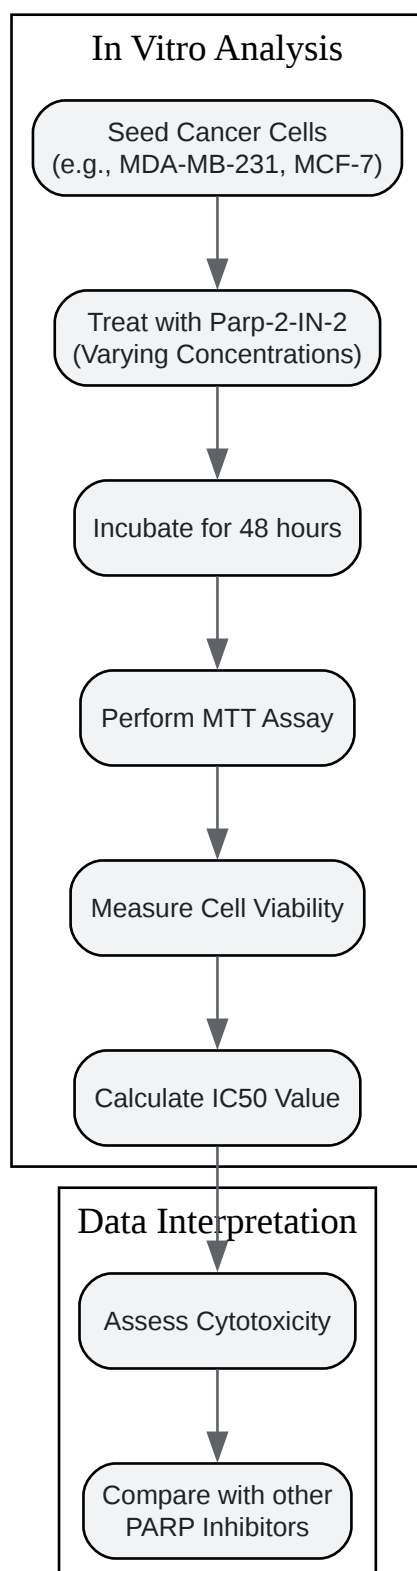 In Vitro Analysis
Seed Cancer Cells
(e.g., MDA-MB-231, MCF-7)
Treat with Parp-2-IN-2
(Varying Concentrations)
Incubate for 48 hours
Perform MTT Assay
Measure Cell Viability
Calculate IC50 Value
Data Interpretation
Assess Cytotoxicity
Compare with other
PARP Inhibitors